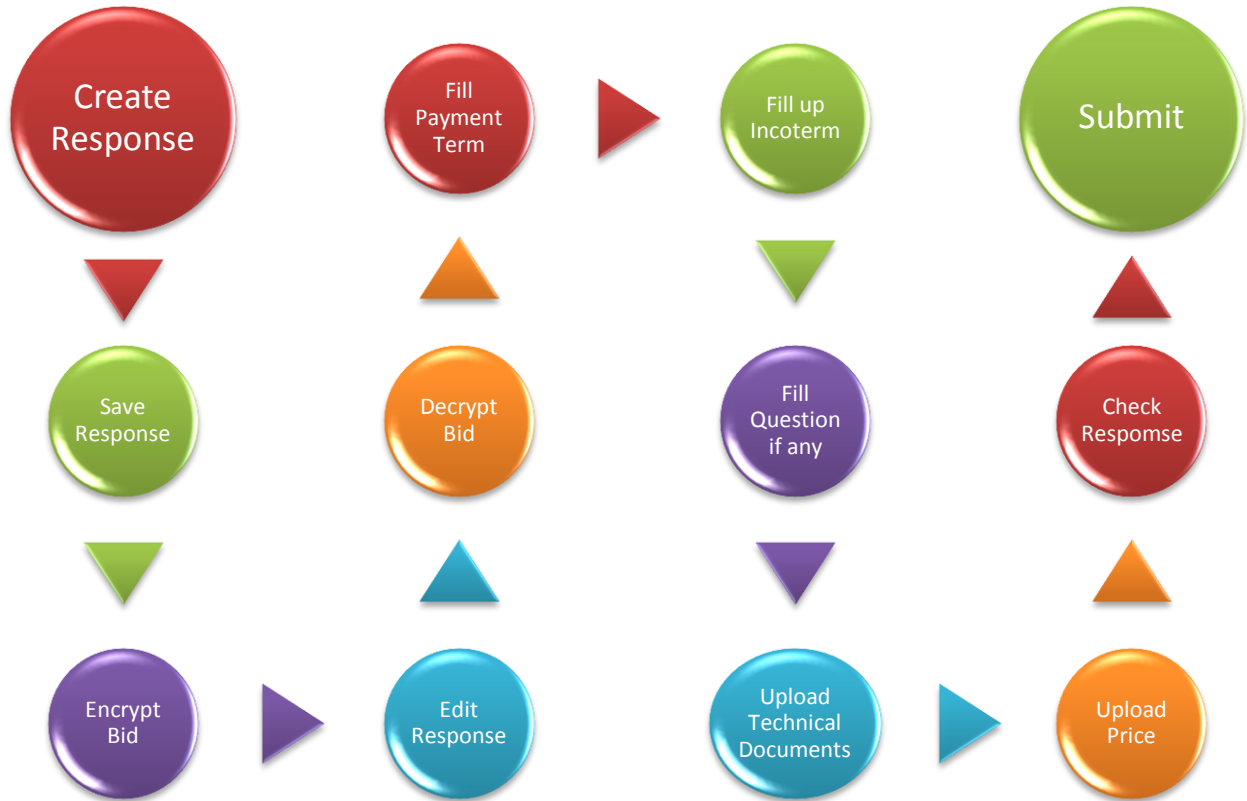 Create
Response
Save
Response
Encrypt
Bid
Edit
Response
Decrypt
Bid
Fill
Payment
Term
Fill up
Incoterm
Fill
Question
if any
Upload
Technical
Documents
Upload
Price
Check
Respomse
Submit